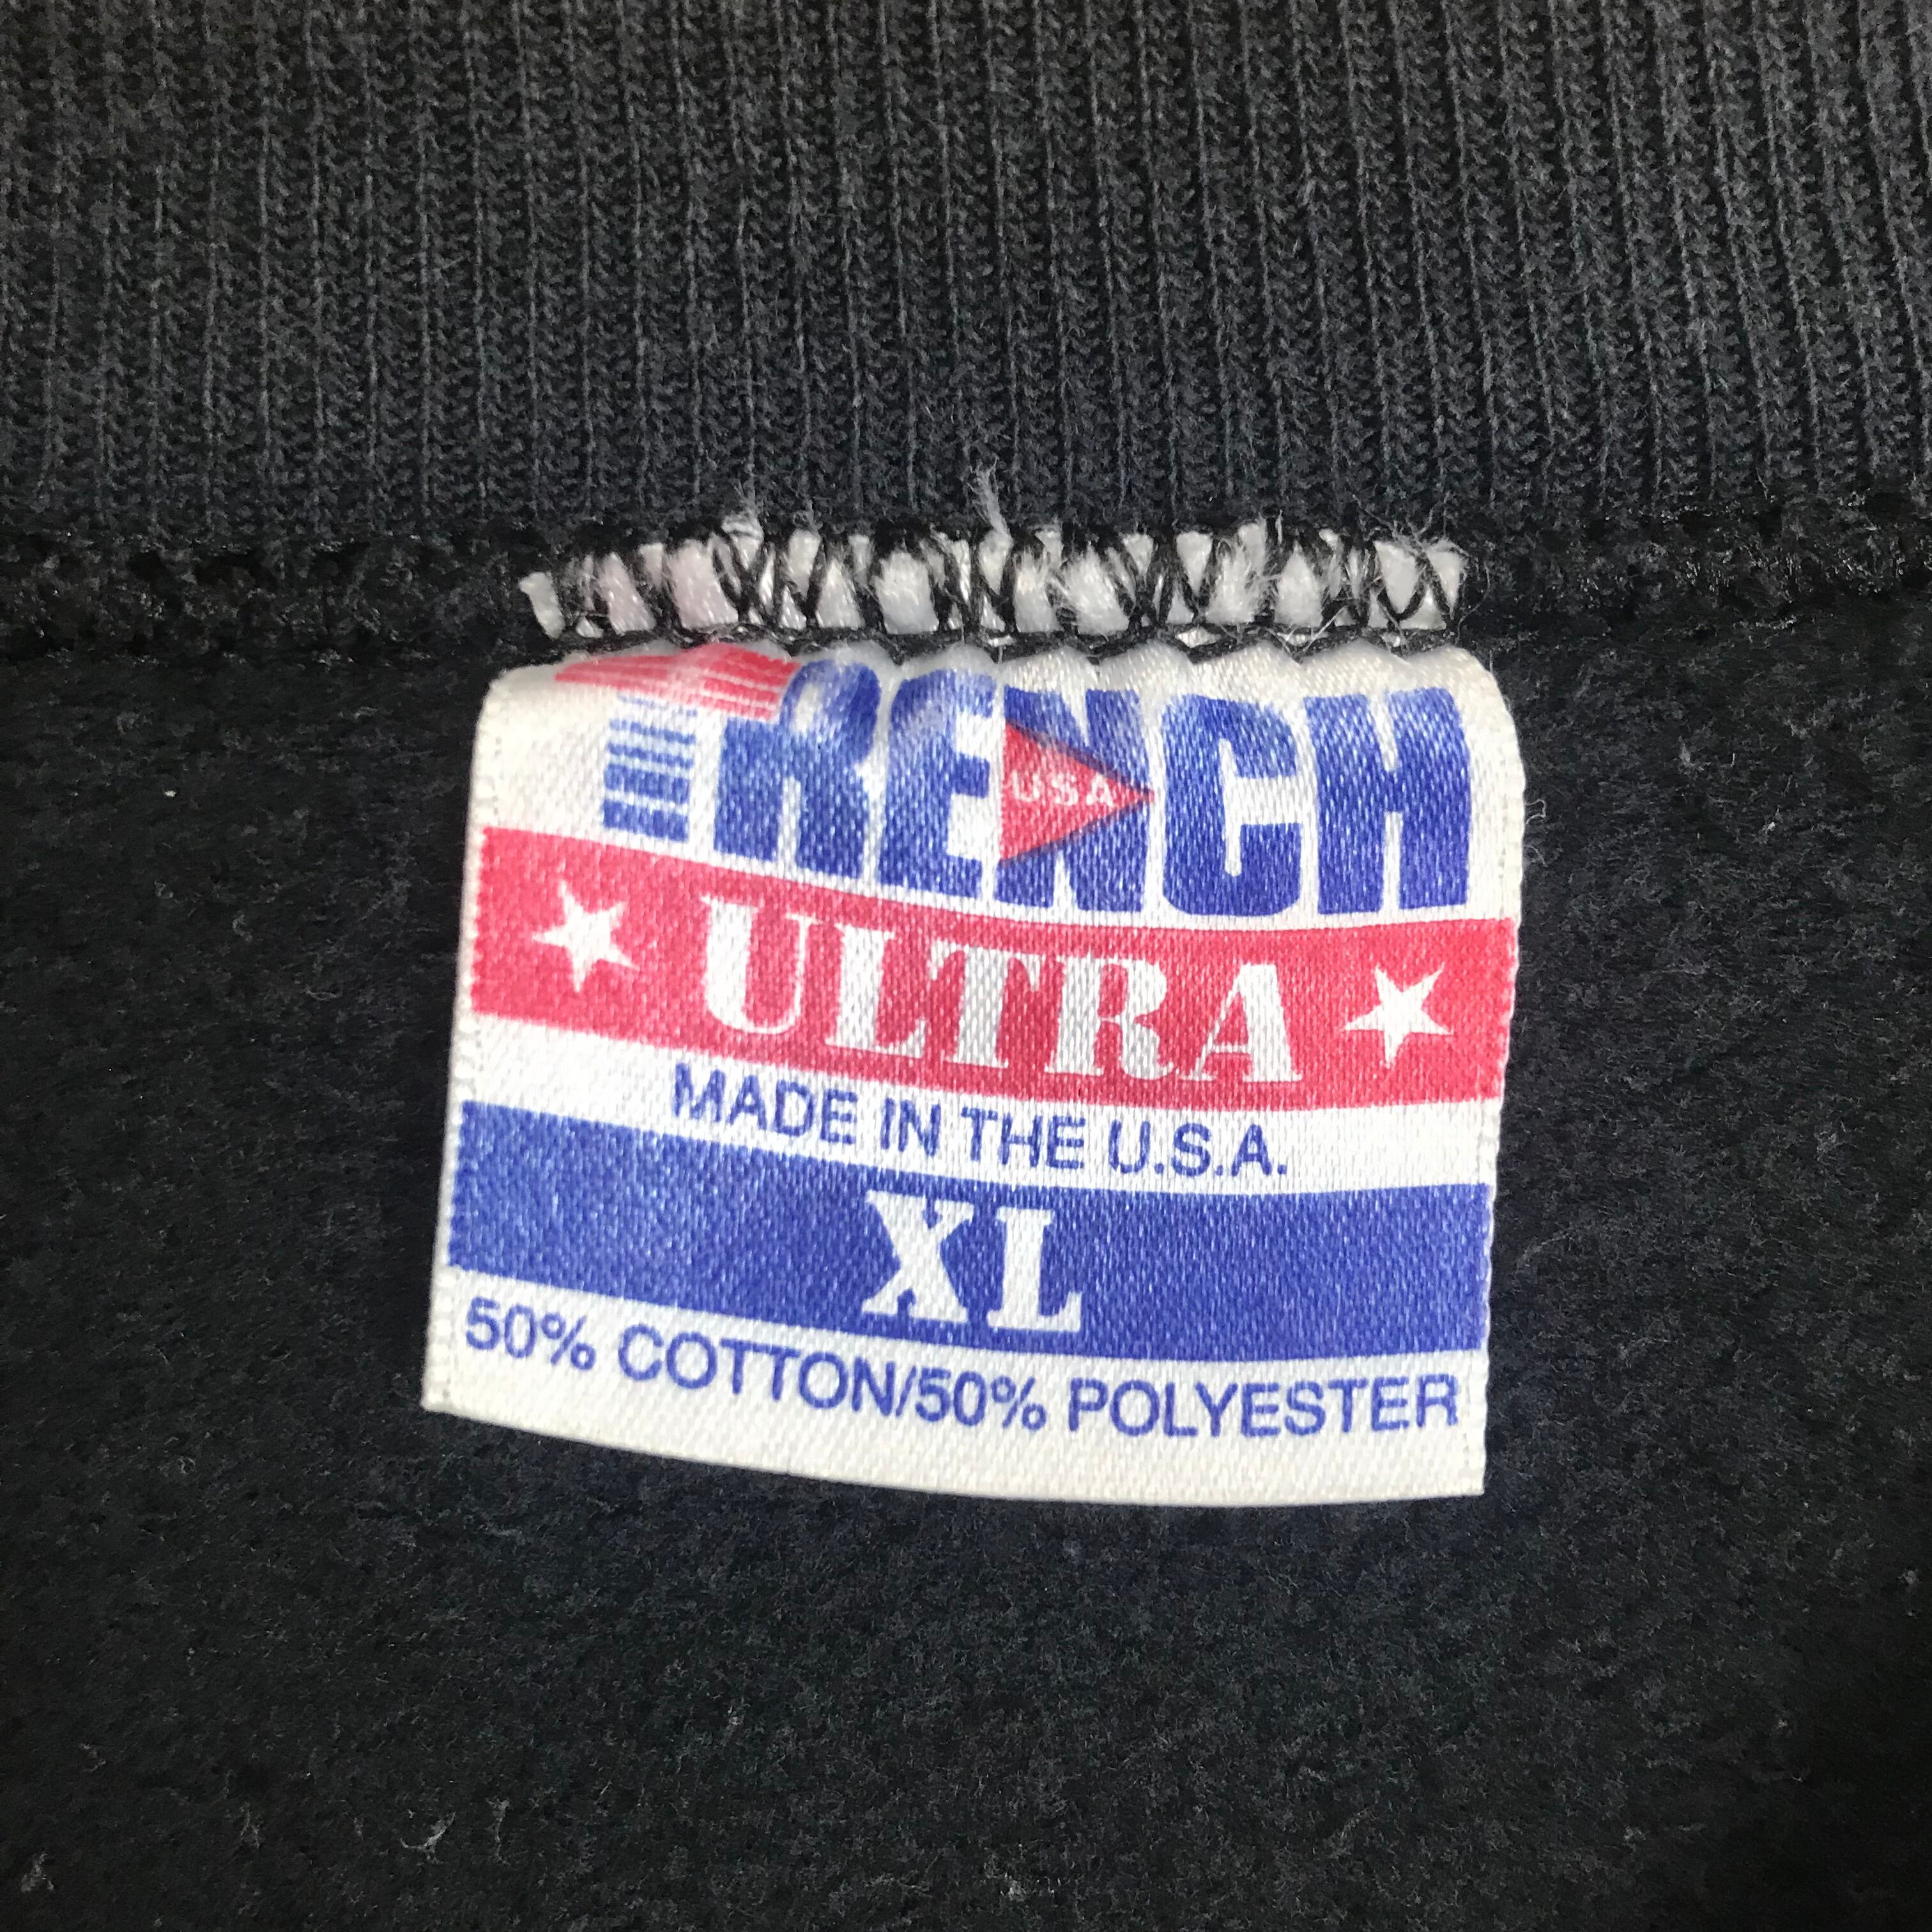 TRENCH
USA
ULTRA
MADE IN THE U.S.A.
XL
50% COTTON/50% POLYESTER